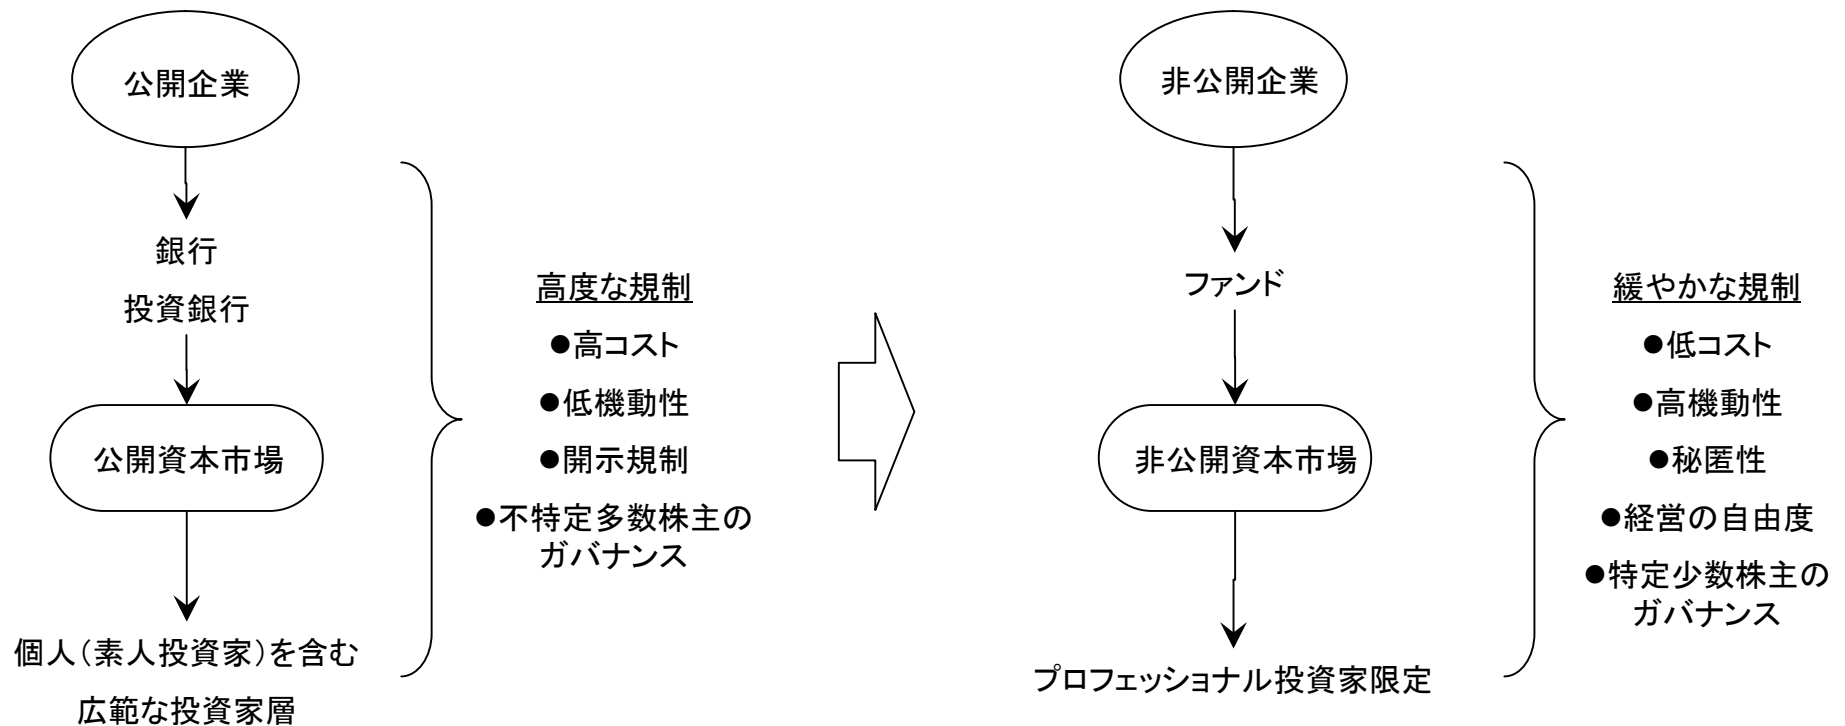 公開企業
銀行
投資銀行
公開資本市場
個人（素人投資家）を含む
広範な投資家層
高度な規制
●高コスト
●低機動性
●開示規制
●不特定多数株主の
ガバナンス
非公開企業
ファンド
非公開資本市場
プロフェッショナル投資家限定
緩やかな規制
●低コスト
●高機動性
●秘匿性
●経営の自由度
●特定少数株主の
ガバナンス